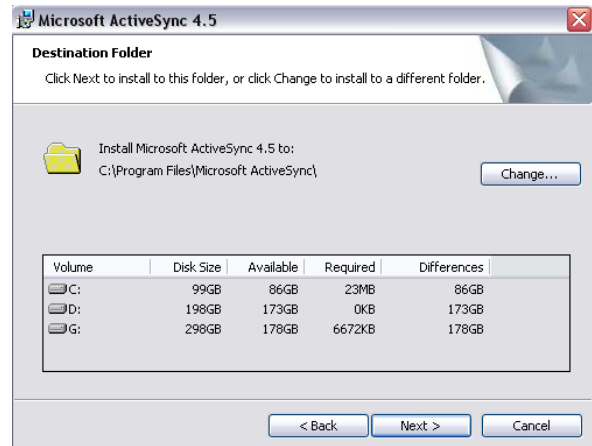 Microsoft ActiveSync 4.5
Destination Folder
Click Next to install to this folder, or click Change to install to a different folder.
Install Microsoft ActiveSync 4.5 to:
C:\Program Files\Microsoft ActiveSync\
Change...
Volume Disk Size Available Required Differences
C: 99GB 86GB 23MB 86GB
D: 198GB 173GB 0KB 173GB
G: 298GB 178GB 6672KB 178GB
< Back Next > Cancel